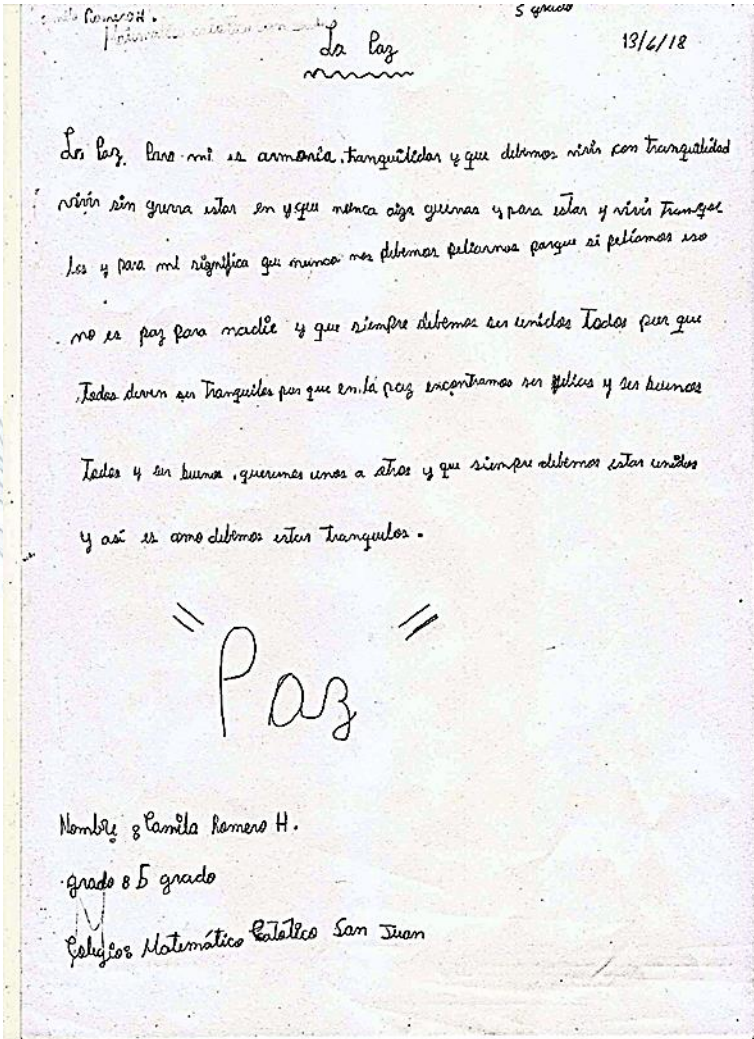 Romero H.
5 grado
La Paz
13/6/18
La Paz. Para mi es armonía, tranquilidar y que debemos vivir con tranquilidad
vivir sin gerra estar en y que nunca aiga guerras y para estar y vivir Tranqui
los y para mi significa que nunca nos debemos peliarnos porque si peliamos eso
no es paz para nadie y que siempre debemos ser unidos Todos por que
Todos deven ser Tranquilos por que en la paz encontramos ser felices y ser buenos
Todos y ser buenos, querernos unos a otros y que siempre debemos estar unidos
y así es como debemos estar tranquilos.
"Paz"
Nombre: Camila Romero H.
grado: 5 grado
Colegio: Matemático Católico San Juan